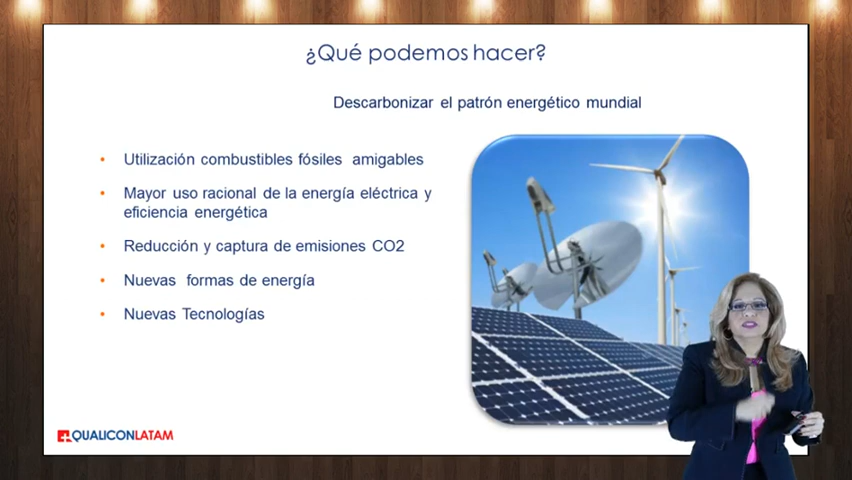 ¿Qué podemos hacer?
Descarbonizar el patrón energético mundial
• Utilización combustibles fósiles amigables
• Mayor uso racional de la energía eléctrica y
eficiencia energética
• Reducción y captura de emisiones CO2
• Nuevas formas de energía
• Nuevas Tecnologías
QUALICONLATAM